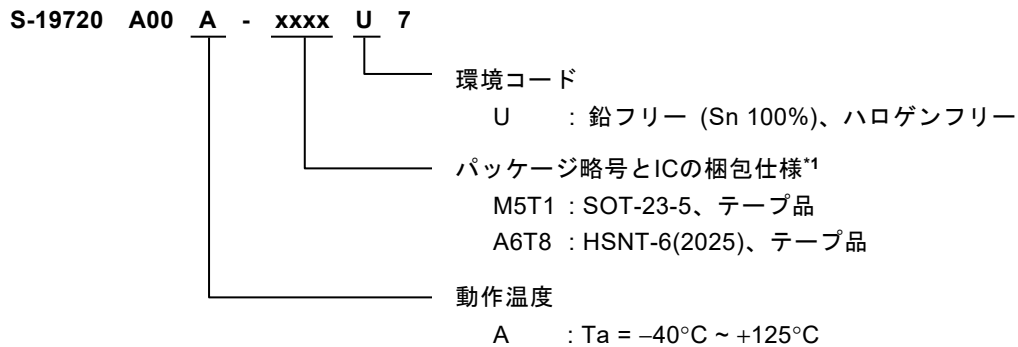 S-19720 A00 A - xxxx U 7
環境コード
U : 鉛フリー (Sn 100%)、ハロゲンフリー
パッケージ略号とICの梱包仕様*1
M5T1 : SOT-23-5、テープ品
A6T8 : HSNT-6(2025)、テープ品
動作温度
A : Ta = −40°C ~ +125°C